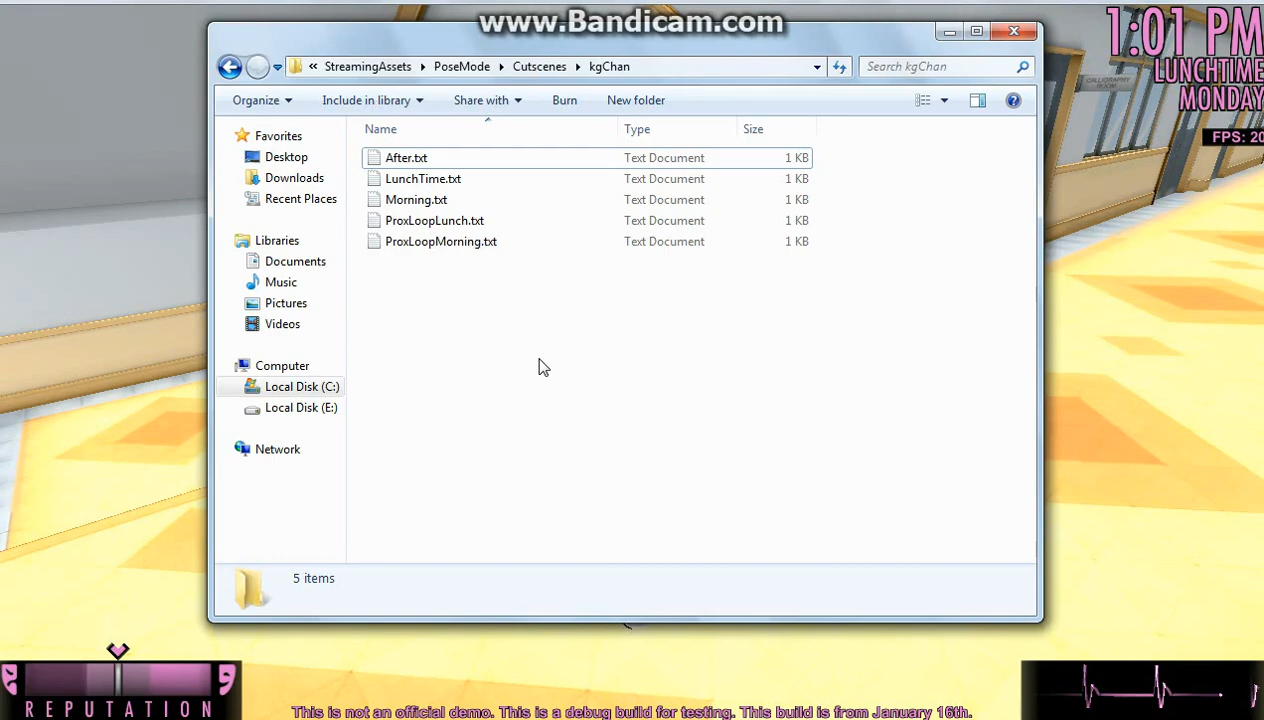 www.Bandicam.com
1:01 PM
LUNCHTIME
MONDAY
FPS: 20
CALLIGRAPHY
ROOM
« StreamingAssets PoseMode Cutscenes kgChan
Search kgChan
Organize Include in library Share with Burn New folder
Name Type Size
Favorites
Desktop
Downloads
Recent Places
Libraries
Documents
Music
Pictures
Videos
Computer
Local Disk (C:)
Local Disk (E:)
Network
After.txt Text Document 1 KB
LunchTime.txt Text Document 1 KB
Morning.txt Text Document 1 KB
ProxLoopLunch.txt Text Document 1 KB
ProxLoopMorning.txt Text Document 1 KB
5 items
REPUTATION
This is not an official demo. This is a debug build for testing. This build is from January 16th.